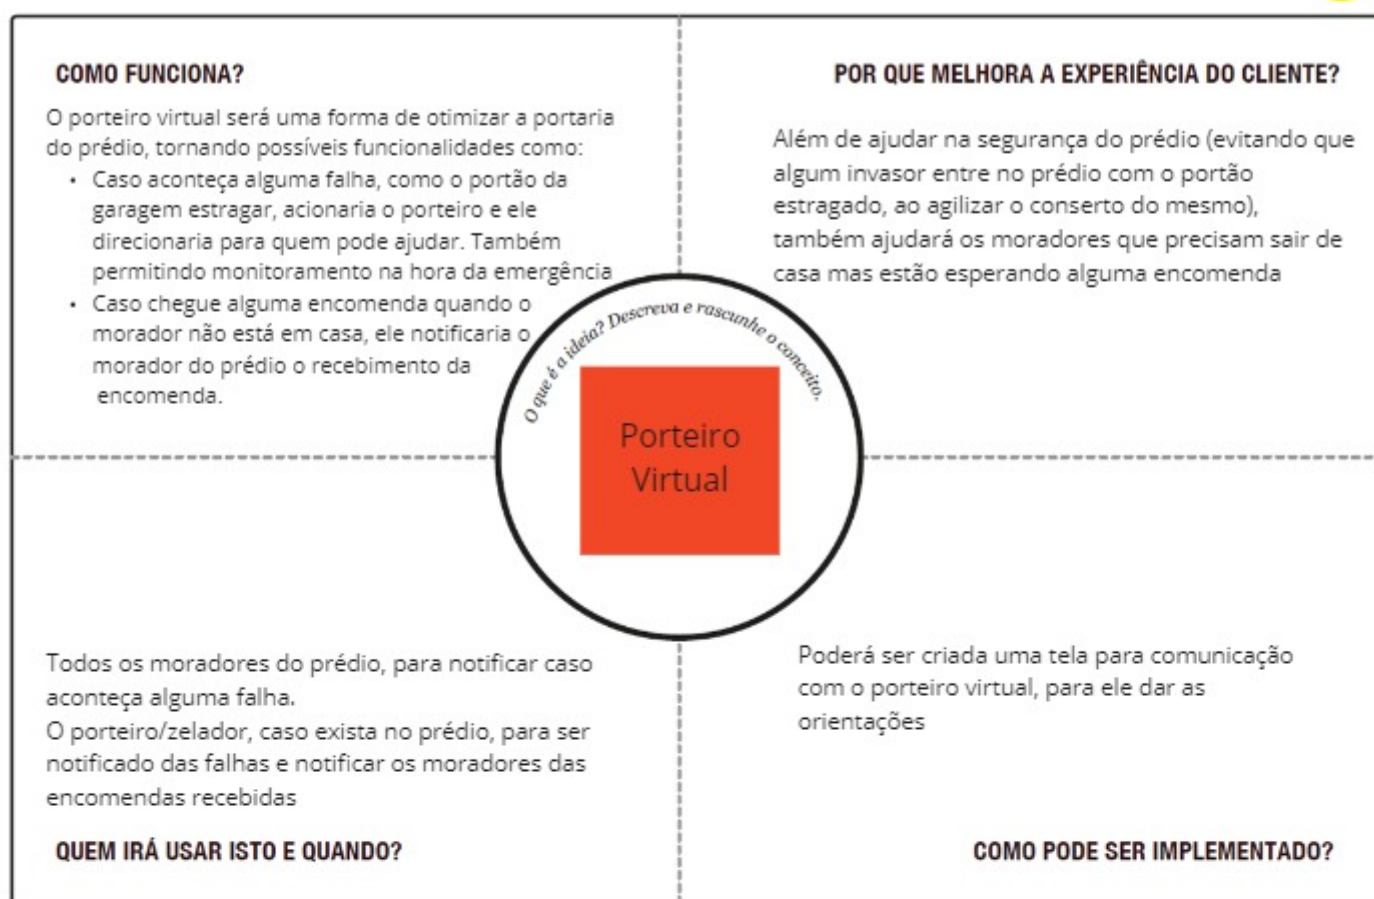 COMO FUNCIONA?
O porteiro virtual será uma forma de otimizar a portaria
do prédio, tornando possíveis funcionalidades como:
• Caso aconteça alguma falha, como o portão da
garagem estragar, acionaria o porteiro e ele
direcionaria para quem pode ajudar. Também
permitindo monitoramento na hora da emergência
• Caso chegue alguma encomenda quando o
morador não está em casa, ele notificaria o
morador do prédio o recebimento da
encomenda.
POR QUE MELHORA A EXPERIÊNCIA DO CLIENTE?
Além de ajudar na segurança do prédio (evitando que
algum invasor entre no prédio com o portão
estragado, ao agilizar o conserto do mesmo),
também ajudará os moradores que precisam sair de
casa mas estão esperando alguma encomenda
O que é a ideia? Descreva e rascunhe o conceito.
Porteiro
Virtual
Todos os moradores do prédio, para notificar caso
aconteça alguma falha.
O porteiro/zelador, caso exista no prédio, para ser
notificado das falhas e notificar os moradores das
encomendas recebidas
QUEM IRÁ USAR ISTO E QUANDO?
Poderá ser criada uma tela para comunicação
com o porteiro virtual, para ele dar as
orientações
COMO PODE SER IMPLEMENTADO?